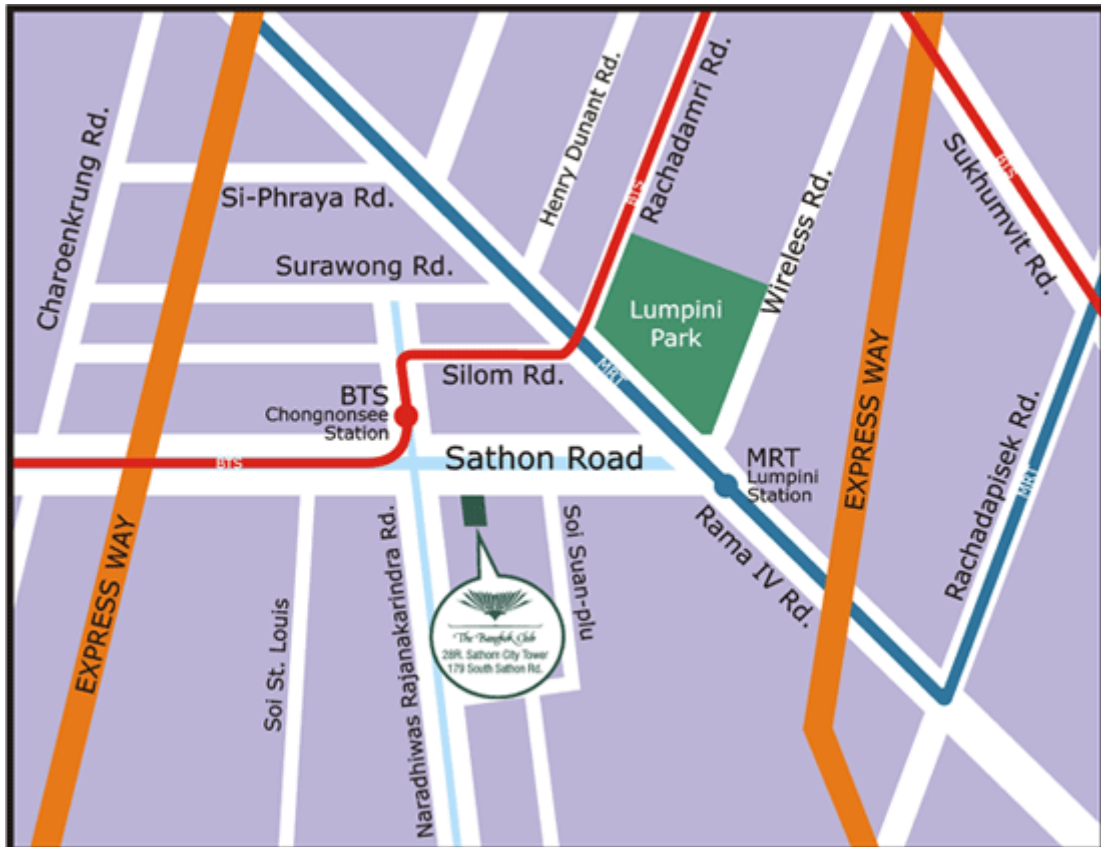 Charoenkrung Rd.
Si-Phraya Rd.
Surawong Rd.
Henry Dunant Rd.
BTS
Rachadamri Rd.
Wireless Rd.
BTS
Sukhumvit Rd.
Lumpini
Park
MRT
Silom Rd.
BTS
Chongnonsee
Station
BTS
Sathon Road
MRT
Lumpini
Station
EXPRESS WAY
Rachadapisek Rd.
MRT
Rama IV Rd.
EXPRESS WAY
Soi St. Louis
Naradhiwas Rajanakarindra Rd.
Soi Suan-plu
The Bangkok Club
28R. Sathorn City Tower
179 South Sathon Rd.